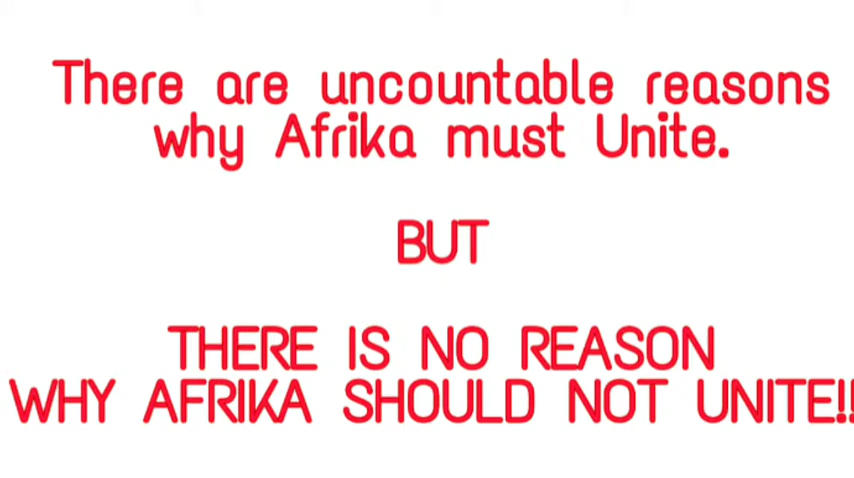 There are uncountable reasons
why Afrika must Unite.
BUT
THERE IS NO REASON
WHY AFRIKA SHOULD NOT UNITE!!